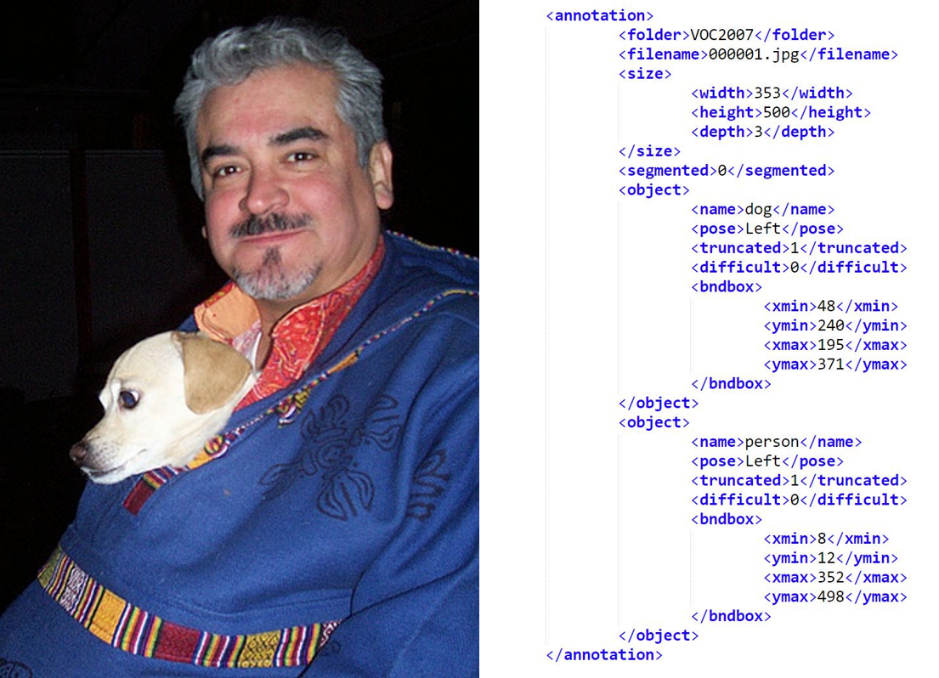 <annotation>
<folder>VOC2007</folder>
<filename>000001.jpg</filename>
<size>
<width>353</width>
<height>500</height>
<depth>3</depth>
</size>
<segmented>0</segmented>
<object>
<name>dog</name>
<pose>Left</pose>
<truncated>1</truncated>
<difficult>0</difficult>
<bndbox>
<xmin>48</xmin>
<ymin>240</ymin>
<xmax>195</xmax>
<ymax>371</ymax>
</bndbox>
</object>
<object>
<name>person</name>
<pose>Left</pose>
<truncated>1</truncated>
<difficult>0</difficult>
<bndbox>
<xmin>8</xmin>
<ymin>12</ymin>
<xmax>352</xmax>
<ymax>498</ymax>
</bndbox>
</object>
</annotation>